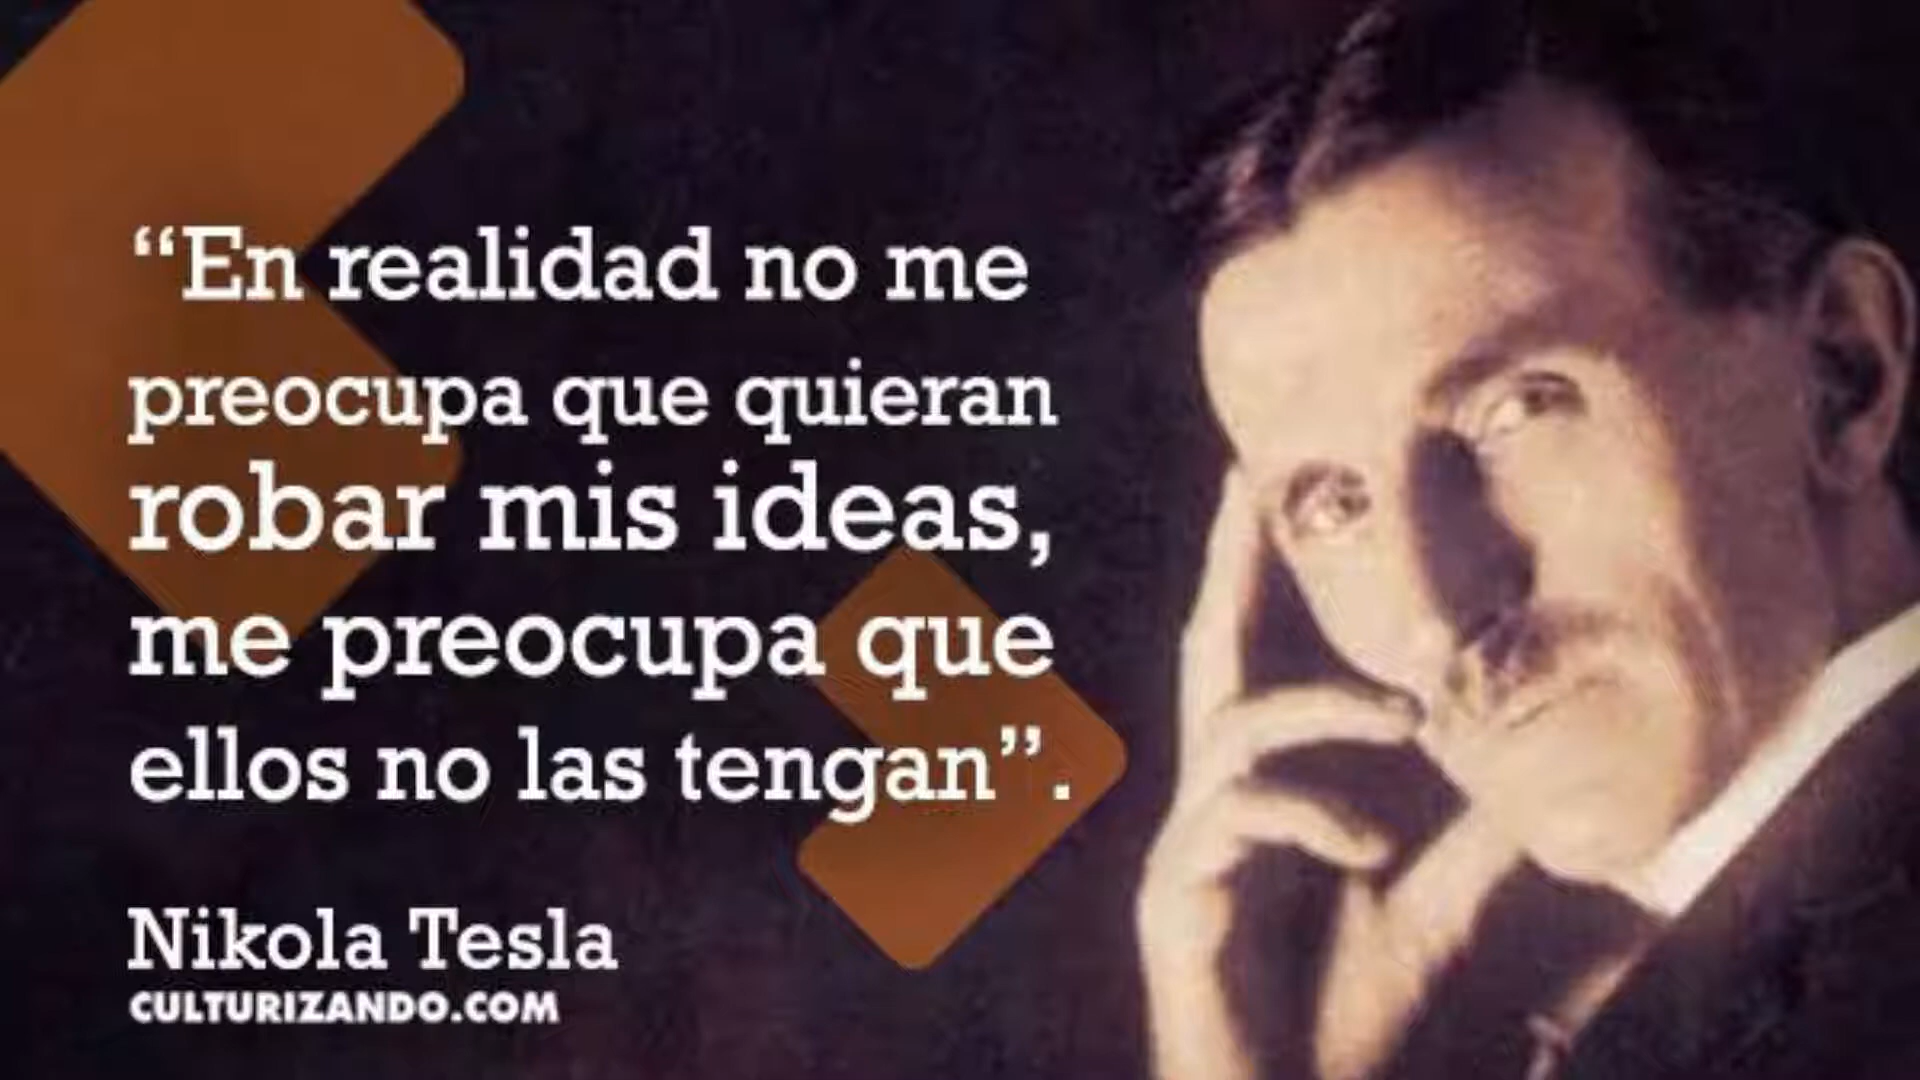 “En realidad no me
preocupa que quieran
robar mis ideas,
me preocupa que
ellos no las tengan”.
Nikola Tesla
CULTURIZANDO.COM